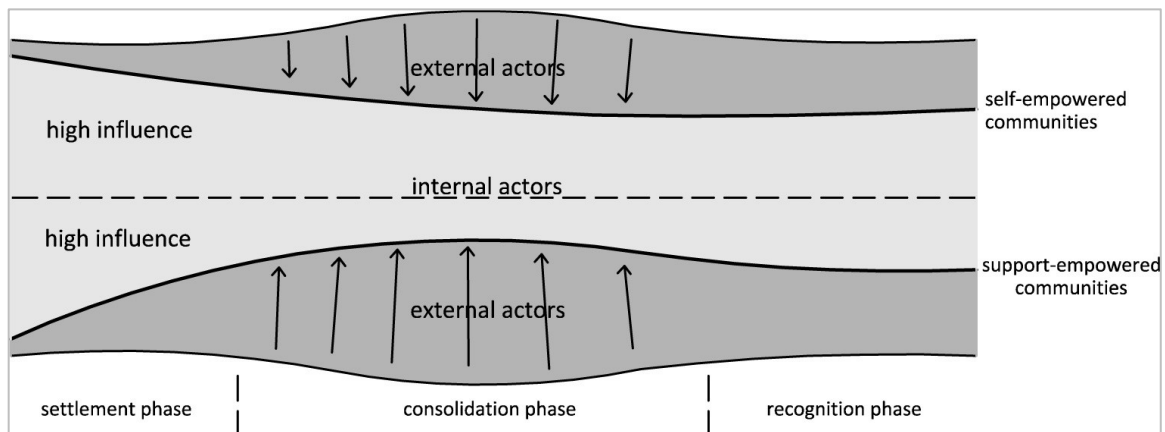 external actors
self-empowered
communities
high influence
internal actors
high influence
support-empowered
communities
external actors
settlement phase
consolidation phase
recognition phase